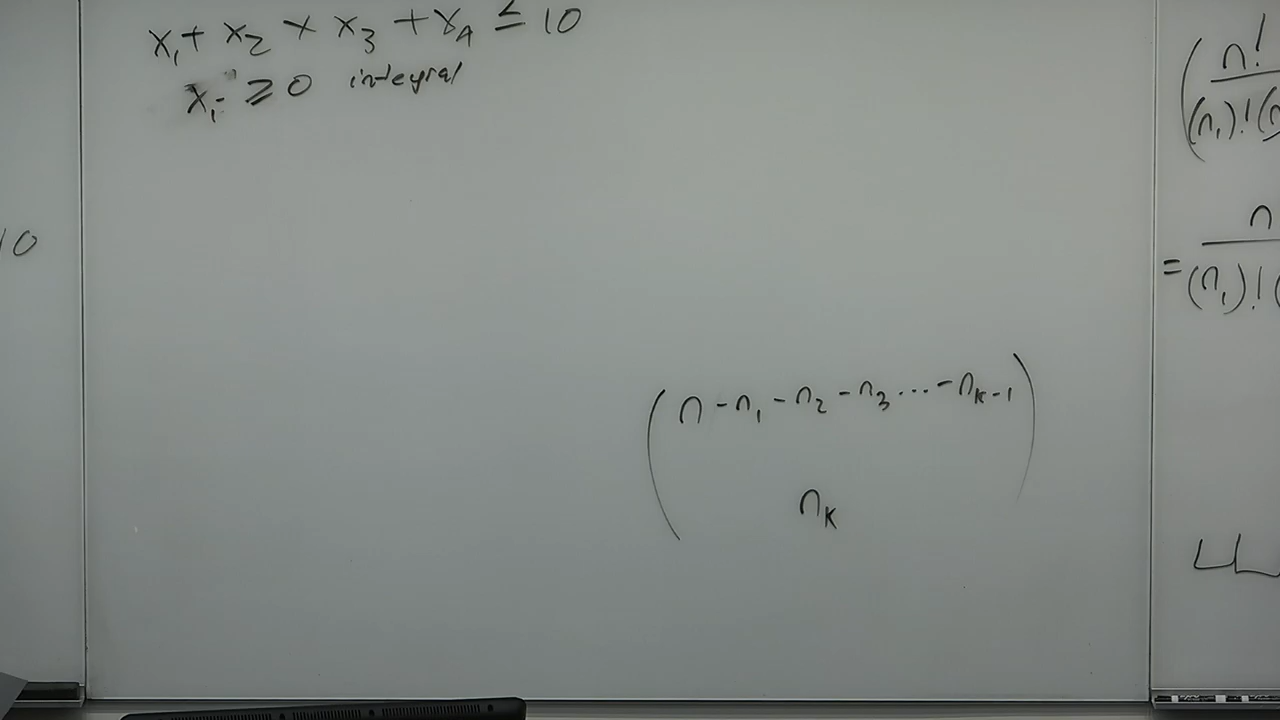 x₁ + x₂ + x₃ + x₄ ≤ 10
xᵢ ≥ 0 integral
10
(n - n₁ - n₂ - n₃ ... - nₖ₋₁)
nₖ
n!
(n₁)!(n
n
=
(n₁)!(